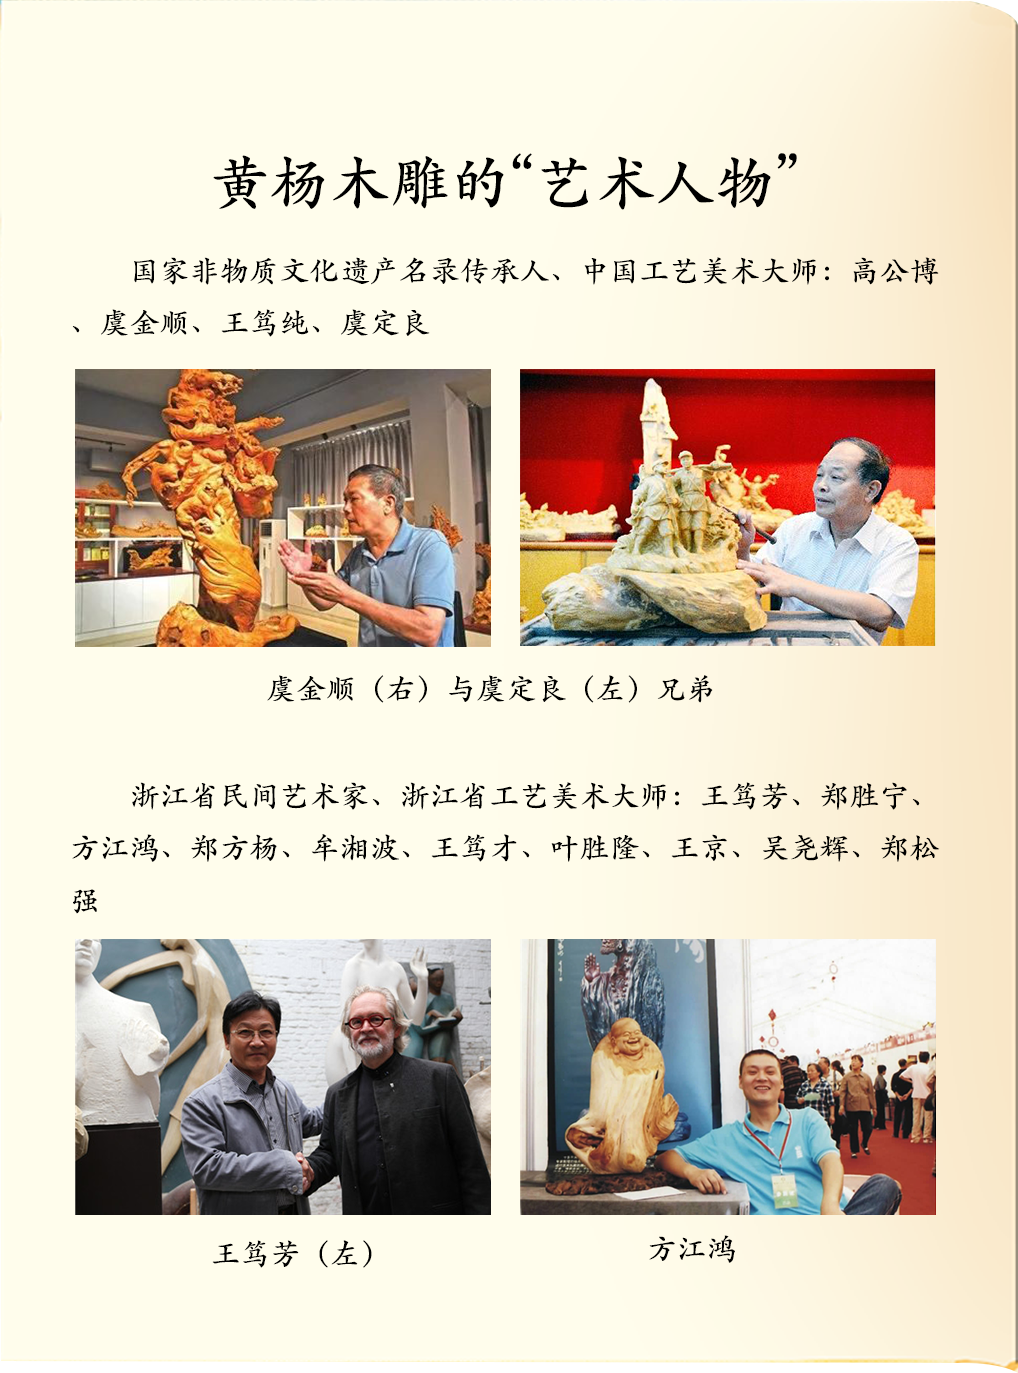 黄杨木雕的“艺术人物”
国家非物质文化遗产名录传承人、中国工艺美术大师：高公博
、虞金顺、王笃纯、虞定良
虞金顺（右）与虞定良（左）兄弟
浙江省民间艺术家、浙江省工艺美术大师：王笃芳、郑胜宁、
方江鸿、郑方杨、牟湘波、王笃才、叶胜隆、王京、吴尧辉、郑松
强
王笃芳（左）
方江鸿